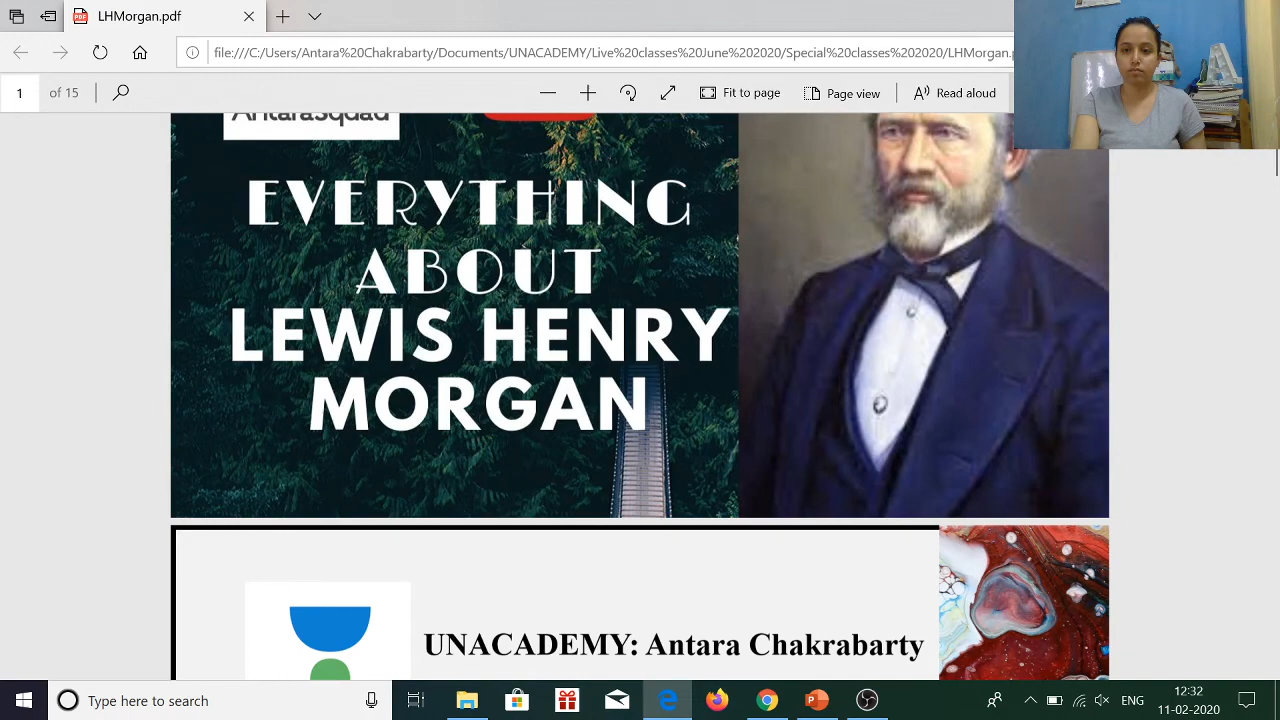 LHMorgan.pdf
file:///C:/Users/Antara%20Chakrabarty/Documents/UNACADEMY/Live%20classes%20June%202020/Special%20classes%202020/LHMorgan.p
1 of 15
Fit to page
Page view
Read aloud
AntaraSquad
EVERYTHING
ABOUT
LEWIS HENRY
MORGAN
UNACADEMY: Antara Chakrabarty
Type here to search
ENG
12:32
11-02-2020